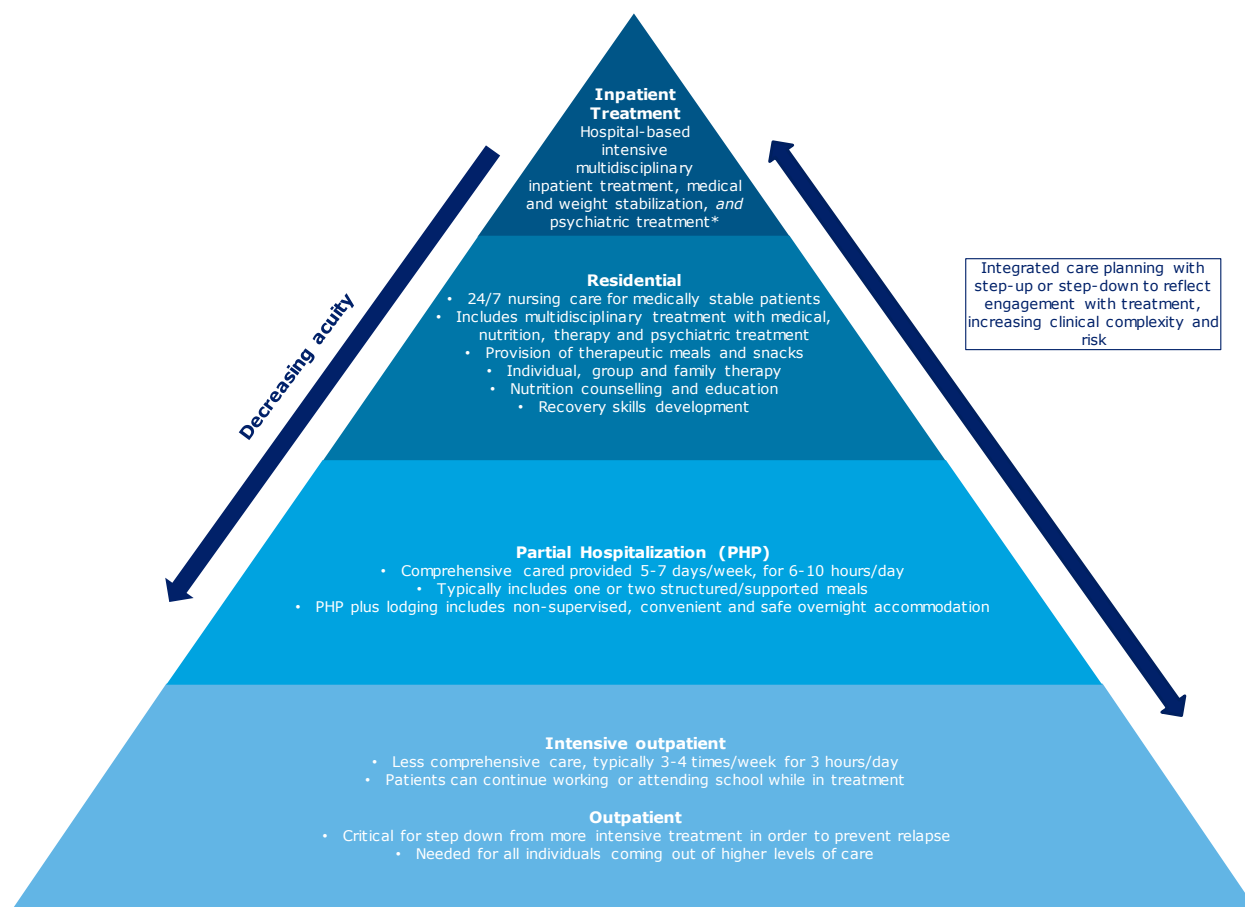 Inpatient
Treatment
Hospital-based
intensive
multidisciplinary
inpatient treatment, medical
and weight stabilization, and
psychiatric treatment*
Decreasing acuity
Integrated care planning with
step-up or step-down to reflect
engagement with treatment,
increasing clinical complexity and
risk
Residential
• 24/7 nursing care for medically stable patients
• Includes multidisciplinary treatment with medical,
nutrition, therapy and psychiatric treatment
• Provision of therapeutic meals and snacks
• Individual, group and family therapy
• Nutrition counselling and education
• Recovery skills development
Partial Hospitalization (PHP)
• Comprehensive cared provided 5-7 days/week, for 6-10 hours/day
• Typically includes one or two structured/supported meals
• PHP plus lodging includes non-supervised, convenient and safe overnight accommodation
Intensive outpatient
• Less comprehensive care, typically 3-4 times/week for 3 hours/day
• Patients can continue working or attending school while in treatment
Outpatient
• Critical for step down from more intensive treatment in order to prevent relapse
• Needed for all individuals coming out of higher levels of care